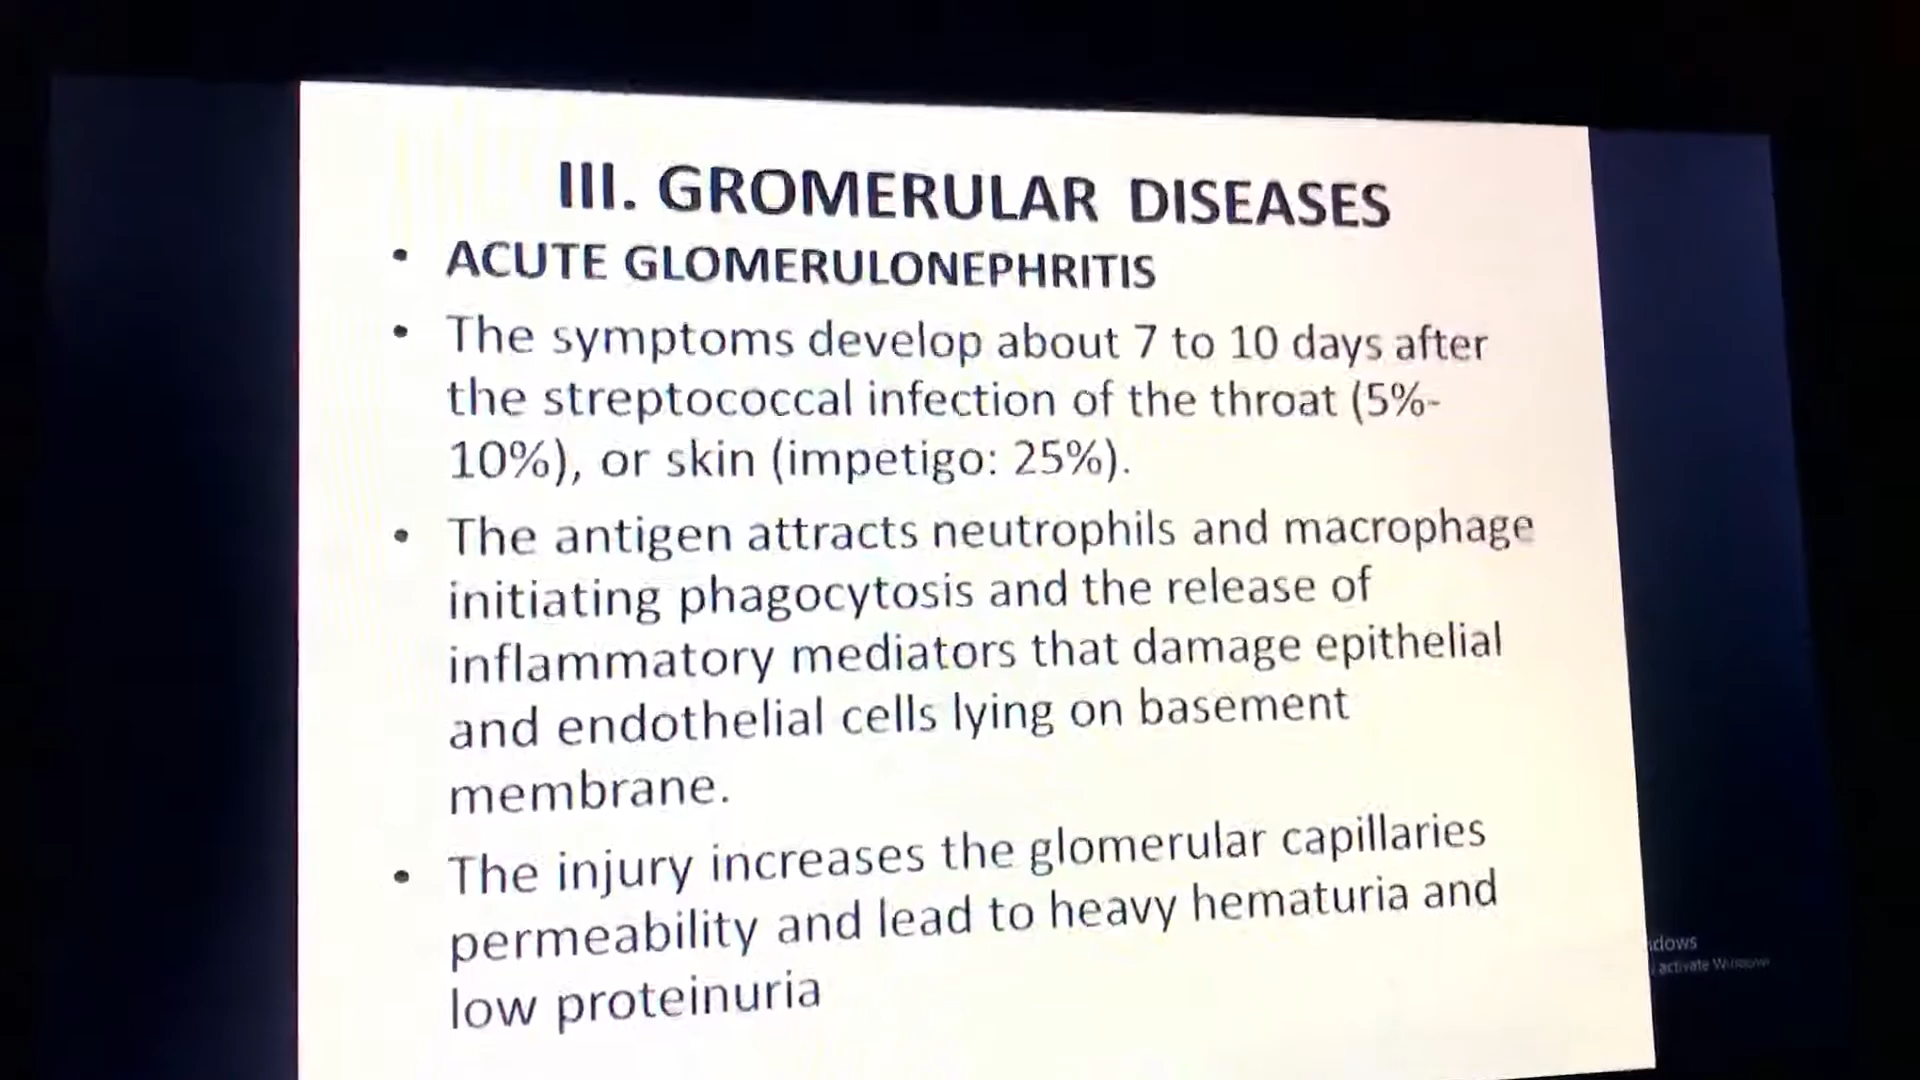 III. GROMERULAR DISEASES
• ACUTE GLOMERULONEPHRITIS
• The symptoms develop about 7 to 10 days after
the streptococcal infection of the throat (5%-
10%), or skin (impetigo: 25%).
• The antigen attracts neutrophils and macrophage
initiating phagocytosis and the release of
inflammatory mediators that damage epithelial
and endothelial cells lying on basement
membrane.
• The injury increases the glomerular capillaries
permeability and lead to heavy hematuria and
low proteinuria
activate